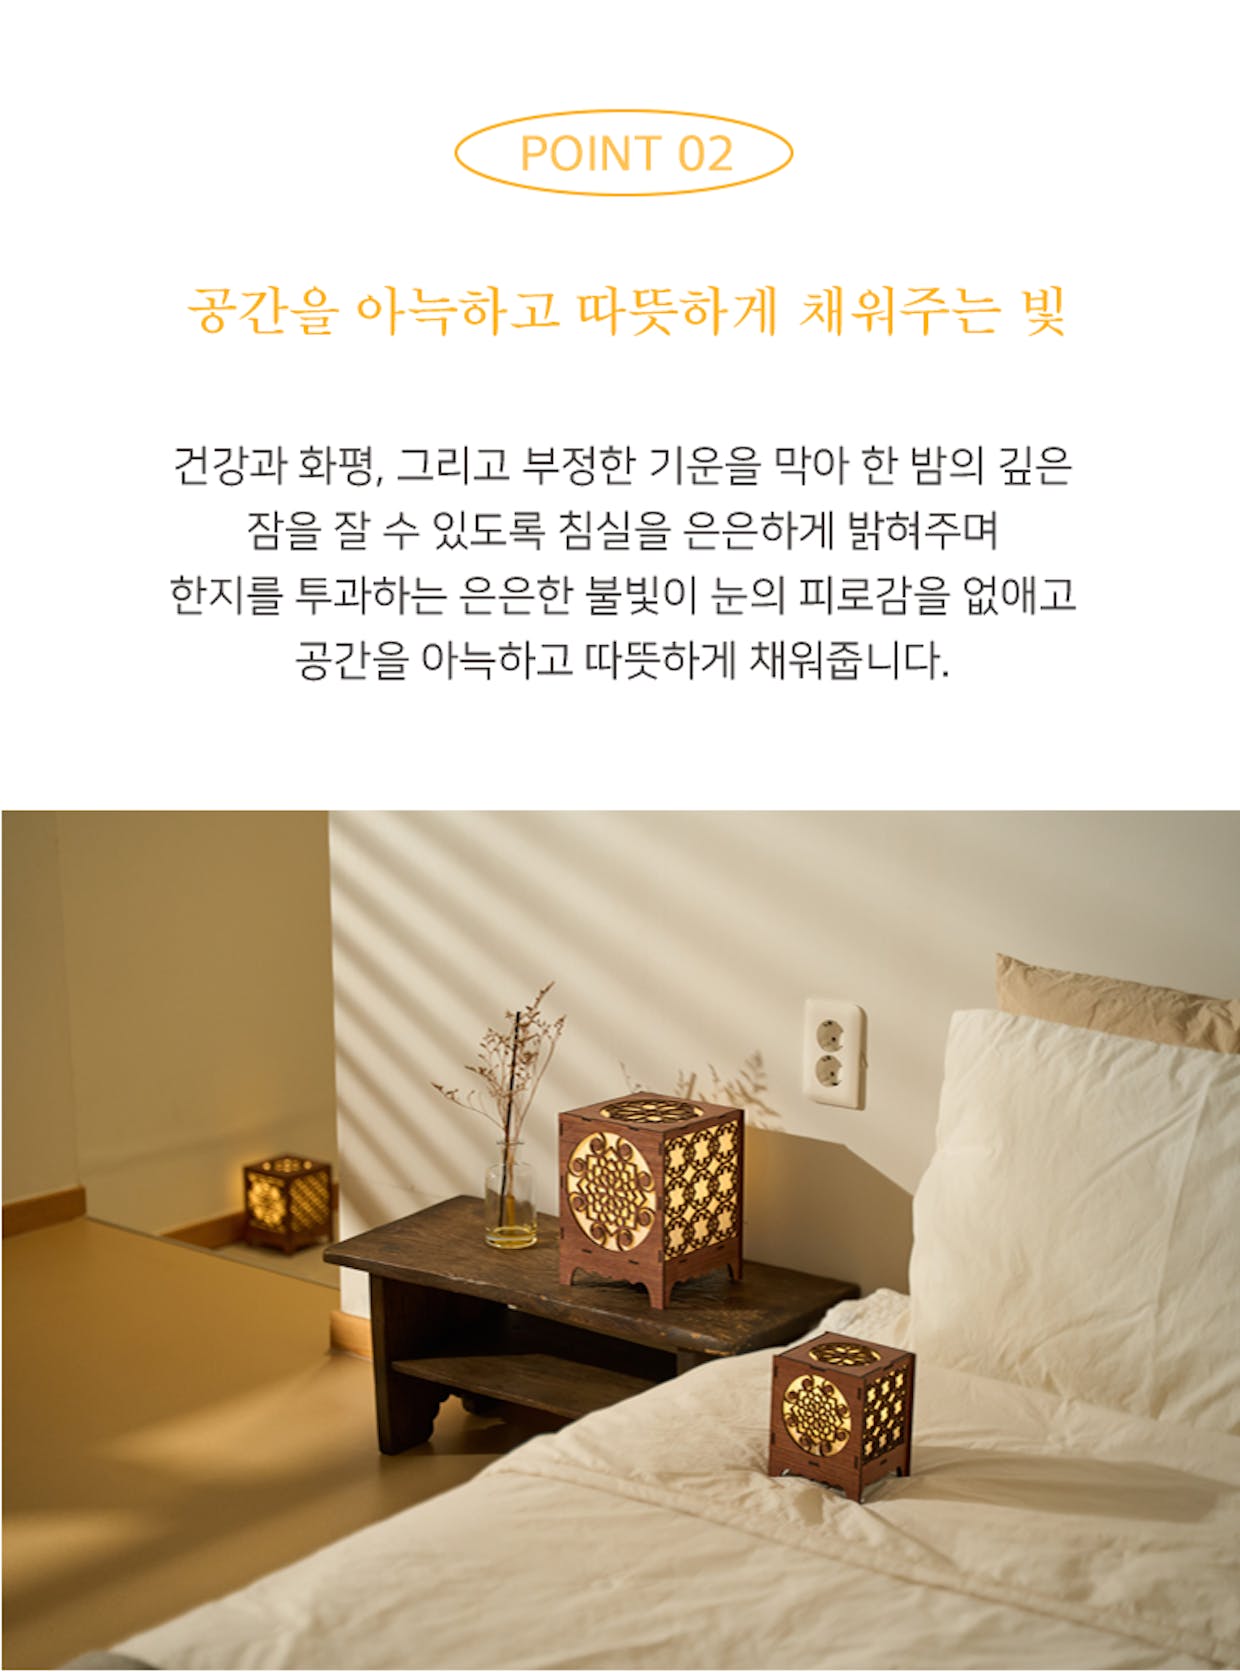 POINT 02
공간을 아늑하고 따뜻하게 채워주는 빛
건강과 화평, 그리고 부정한 기운을 막아 한 밤의 깊은
잠을 잘 수 있도록 침실을 은은하게 밝혀주며
한지를 투과하는 은은한 불빛이 눈의 피로감을 없애고
공간을 아늑하고 따뜻하게 채워줍니다.